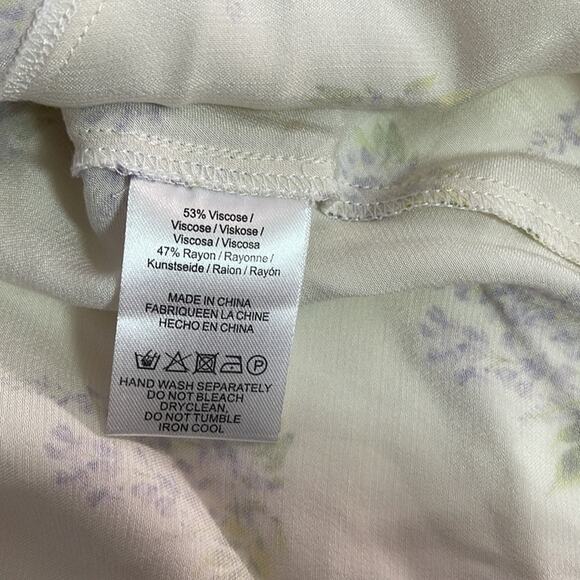 53% Viscose /
Viscose / Viskose /
Viscosa / Viscosa
47% Rayon / Rayonne /
Kunstseide / Raion / Rayón
MADE IN CHINA
FABRIQUEEN LA CHINE
HECHO EN CHINA
P
HAND WASH SEPARATELY
DO NOT BLEACH
DRYCLEAN,
DO NOT TUMBLE
IRON COOL